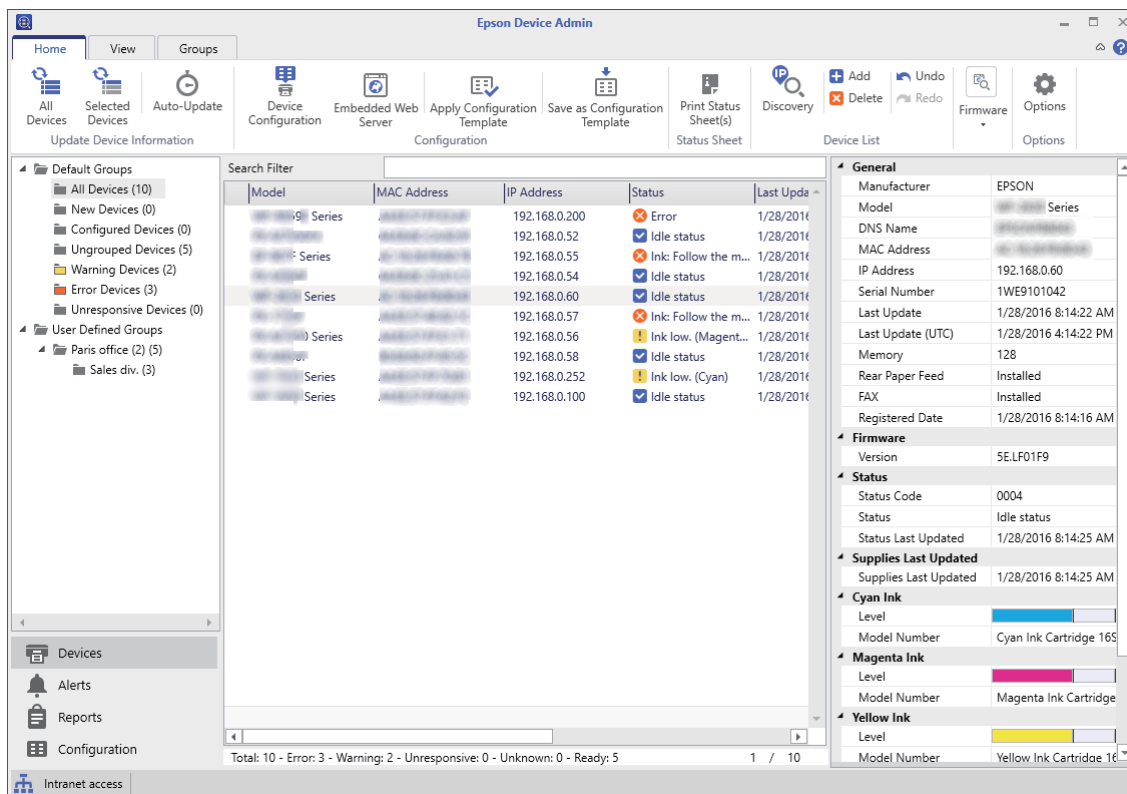 Epson Device Admin
Home View Groups
All Devices
Selected Devices
Auto-Update
Update Device Information
Device Configuration
Embedded Web Server
Apply Configuration Template
Save as Configuration Template
Configuration
Print Status Sheet(s)
Status Sheet
IP
Discovery
Add
Delete
Undo
Redo
Device List
Firmware
Options
Options
Default Groups
All Devices (10)
New Devices (0)
Configured Devices (0)
Ungrouped Devices (5)
Warning Devices (2)
Error Devices (3)
Unresponsive Devices (0)
User Defined Groups
Paris office (2) (5)
Sales div. (3)
Devices
Alerts
Reports
Configuration
Search Filter
Model MAC Address IP Address Status Last Upda
Series 192.168.0.200 Error 1/28/2016
192.168.0.52 Idle status 1/28/2016
Series 192.168.0.55 Ink: Follow the m... 1/28/2016
192.168.0.54 Idle status 1/28/2016
Series 192.168.0.60 Idle status 1/28/2016
192.168.0.57 Ink: Follow the m... 1/28/2016
Series 192.168.0.56 Ink low. (Magent... 1/28/2016
192.168.0.58 Idle status 1/28/2016
Series 192.168.0.252 Ink low. (Cyan) 1/28/2016
Series 192.168.0.100 Idle status 1/28/2016
Total: 10 - Error: 3 - Warning: 2 - Unresponsive: 0 - Unknown: 0 - Ready: 5 1 / 10
General
Manufacturer EPSON
Model Series
DNS Name
MAC Address
IP Address 192.168.0.60
Serial Number 1WE9101042
Last Update 1/28/2016 8:14:22 AM
Last Update (UTC) 1/28/2016 4:14:22 PM
Memory 128
Rear Paper Feed Installed
FAX Installed
Registered Date 1/28/2016 8:14:16 AM
Firmware
Version 5E.LF01F9
Status
Status Code 0004
Status Idle status
Status Last Updated 1/28/2016 8:14:25 AM
Supplies Last Updated
Supplies Last Updated 1/28/2016 8:14:25 AM
Cyan Ink
Level
Model Number Cyan Ink Cartridge 16S
Magenta Ink
Level
Model Number Magenta Ink Cartridge
Yellow Ink
Level
Model Number Yellow Ink Cartridge 16
Intranet access